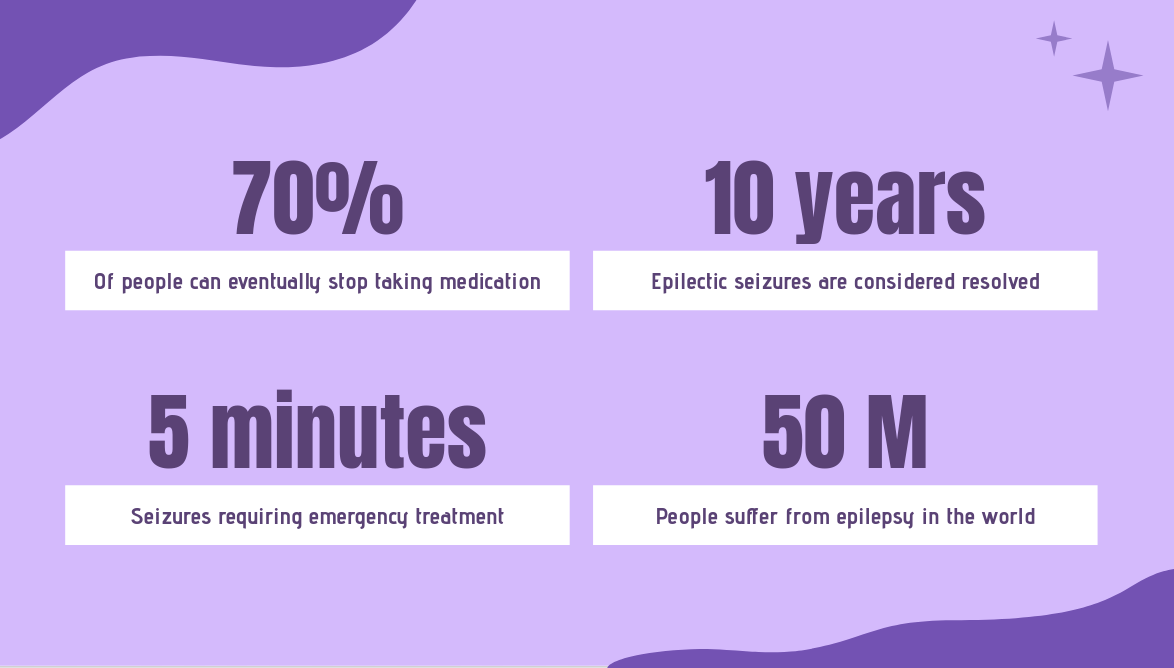 70%
10 years
Of people can eventually stop taking medication
Epilectic seizures are considered resolved
5 minutes
50 M
Seizures requiring emergency treatment
People suffer from epilepsy in the world